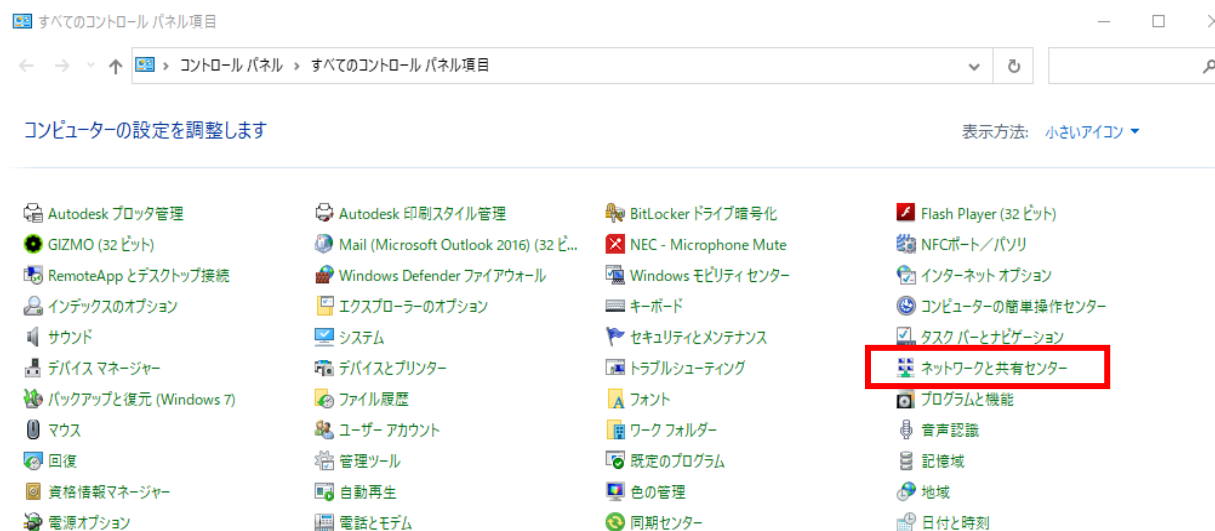 すべてのコントロール パネル項目
コントロール パネル › すべてのコントロール パネル項目
コンピューターの設定を調整します
表示方法: 小さいアイコン
Autodesk プロッタ管理 Autodesk 印刷スタイル管理 BitLocker ドライブ暗号化 Flash Player (32 ビット)
GIZMO (32 ビット) Mail (Microsoft Outlook 2016) (32 ビ... NEC - Microphone Mute NFCポート／パソリ
RemoteApp とデスクトップ接続 Windows Defender ファイアウォール Windows モビリティ センター インターネット オプション
インデックスのオプション エクスプローラーのオプション キーボード コンピューターの簡単操作センター
サウンド システム セキュリティとメンテナンス タスク バーとナビゲーション
デバイス マネージャー デバイスとプリンター トラブルシューティング ネットワークと共有センター
バックアップと復元 (Windows 7) ファイル履歴 フォント プログラムと機能
マウス ユーザー アカウント ワーク フォルダー 音声認識
回復 管理ツール 既定のプログラム 記憶域
資格情報マネージャー 自動再生 色の管理 地域
電源オプション 電話とモデム 同期センター 日付と時刻